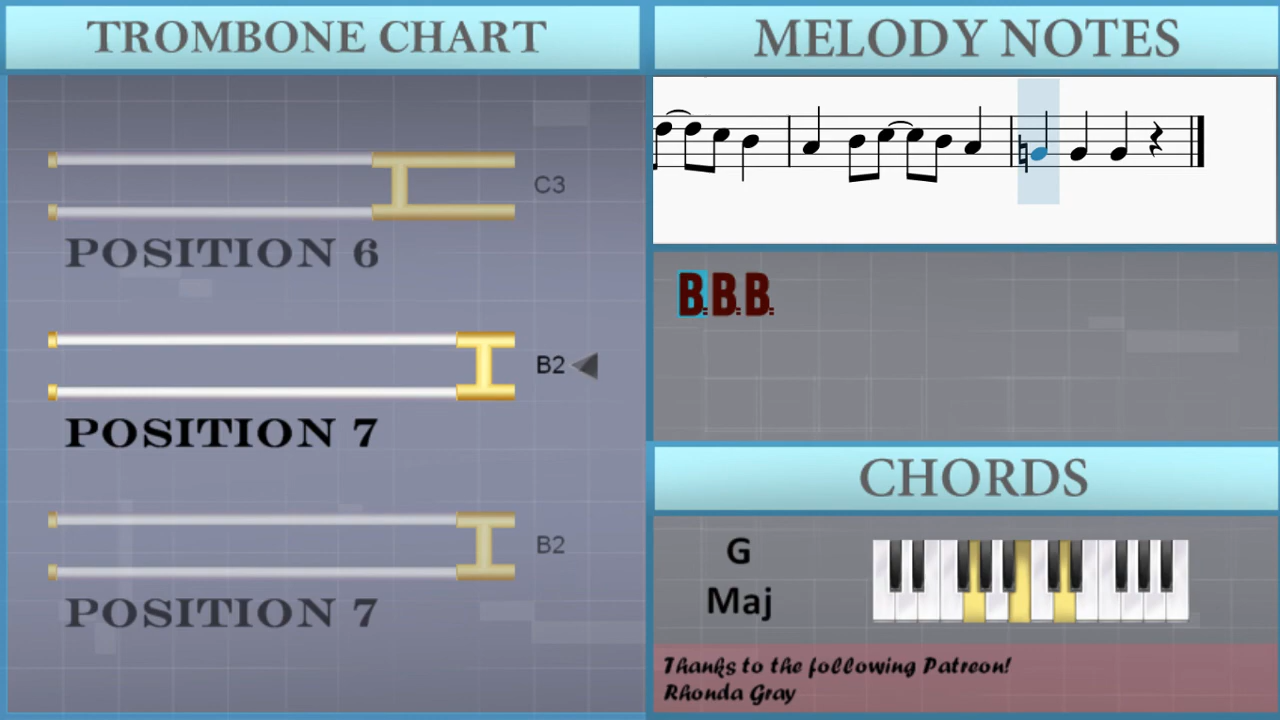 TROMBONE CHART
C3
POSITION 6
B2
POSITION 7
B2
POSITION 7
MELODY NOTES
B. B. B.
CHORDS
G
Maj
Thanks to the following Patreon!
Rhonda Gray